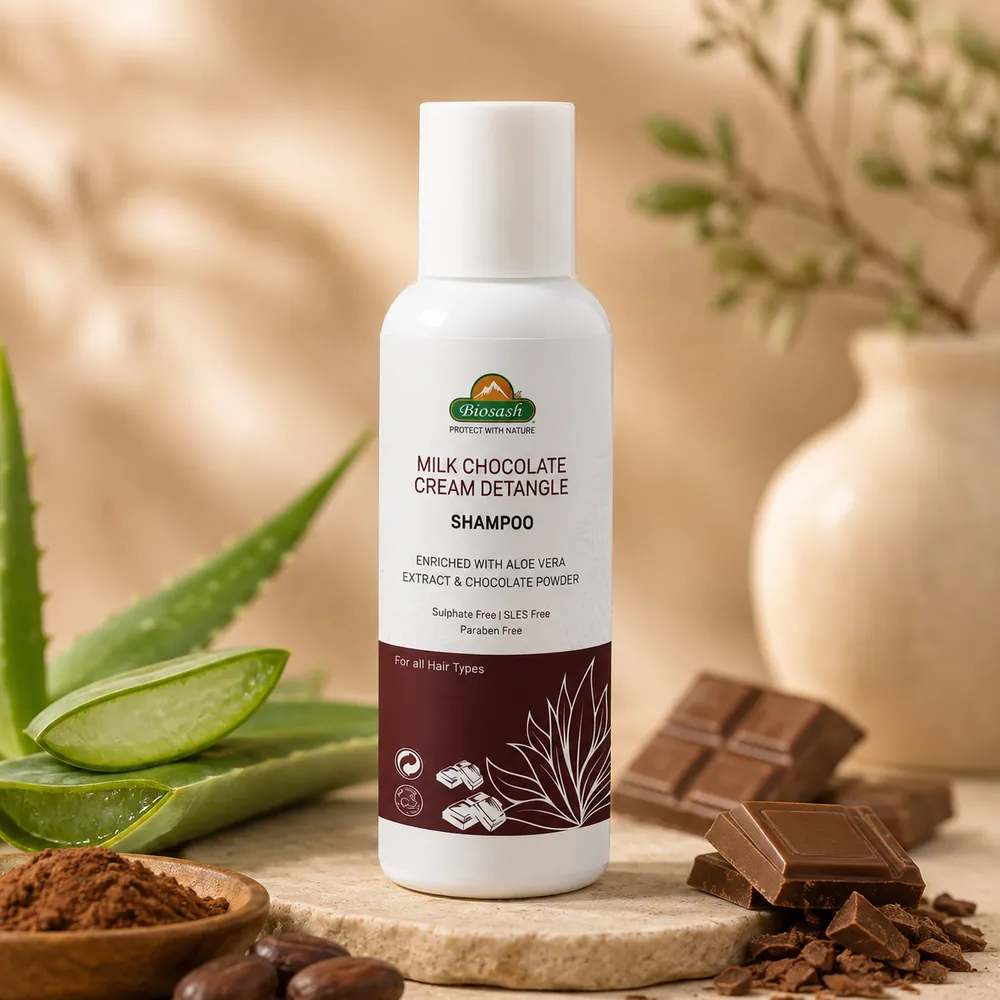 Biosash
PROTECT WITH NATURE
MILK CHOCOLATE
CREAM DETANGLE
SHAMPOO
ENRICHED WITH ALOE VERA
EXTRACT & CHOCOLATE POWDER
Sulphate Free | SLES Free
Paraben Free
For all Hair Types